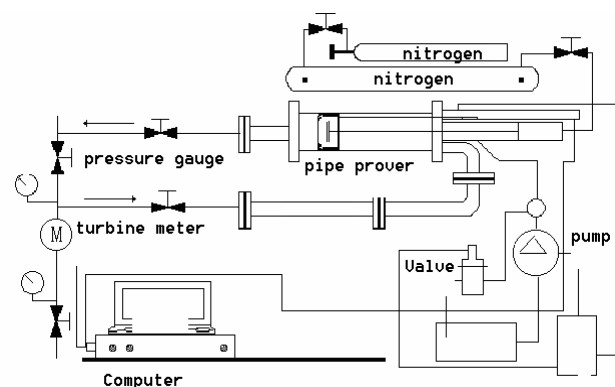 nitrogen
nitrogen
pressure gauge
pipe prover
turbine meter
M
pump
Valve
Computer